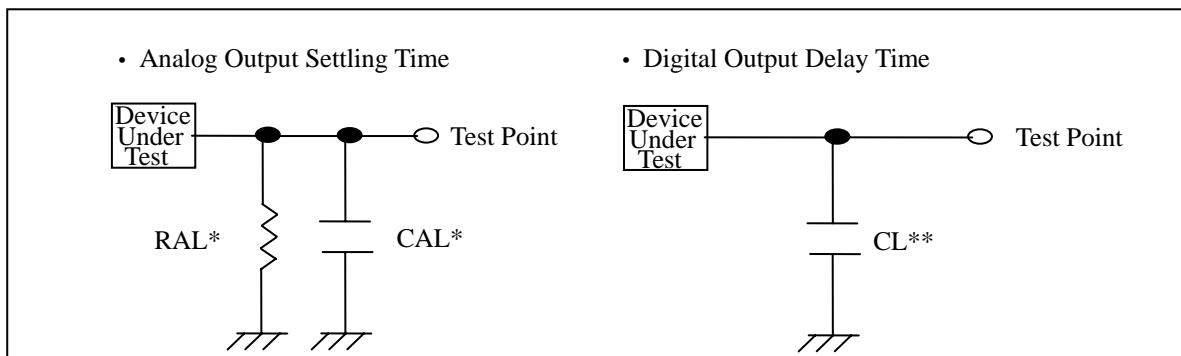 • Analog Output Settling Time
• Digital Output Delay Time
Device
Under
Test
Test Point
RAL*
CAL*
Device
Under
Test
Test Point
CL**